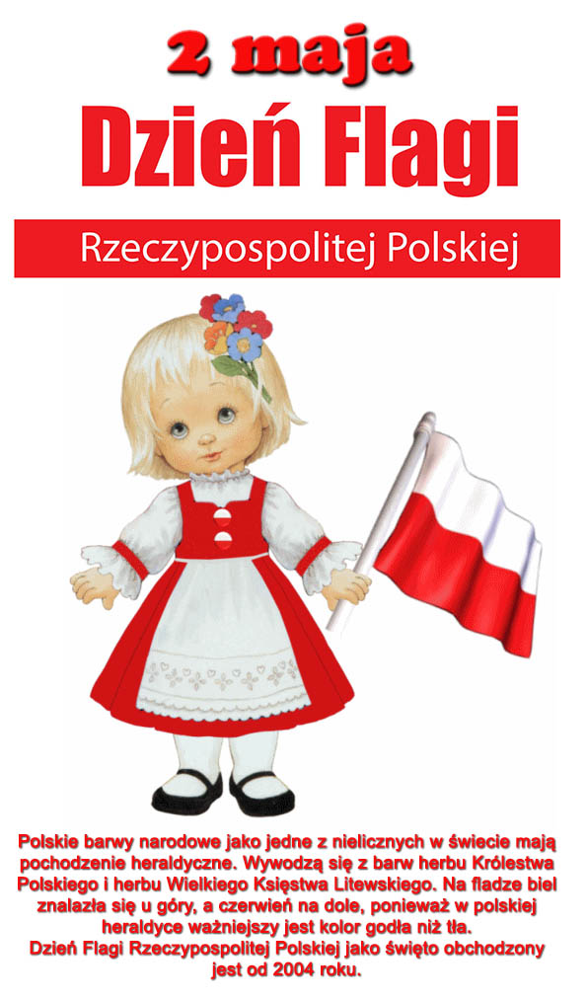 2 maja
Dzień Flagi
Rzeczypospolitej Polskiej
Polskie barwy narodowe jako jedne z nielicznych w świecie mają
pochodzenie heraldyczne. Wywodzą się z barw herbu Królestwa
Polskiego i herbu Wielkiego Księstwa Litewskiego. Na fladze biel
znalazła się u góry, a czerwień na dole, ponieważ w polskiej
heraldyce ważniejszy jest kolor godła niż tła.
Dzień Flagi Rzeczypospolitej Polskiej jako święto obchodzony
jest od 2004 roku.